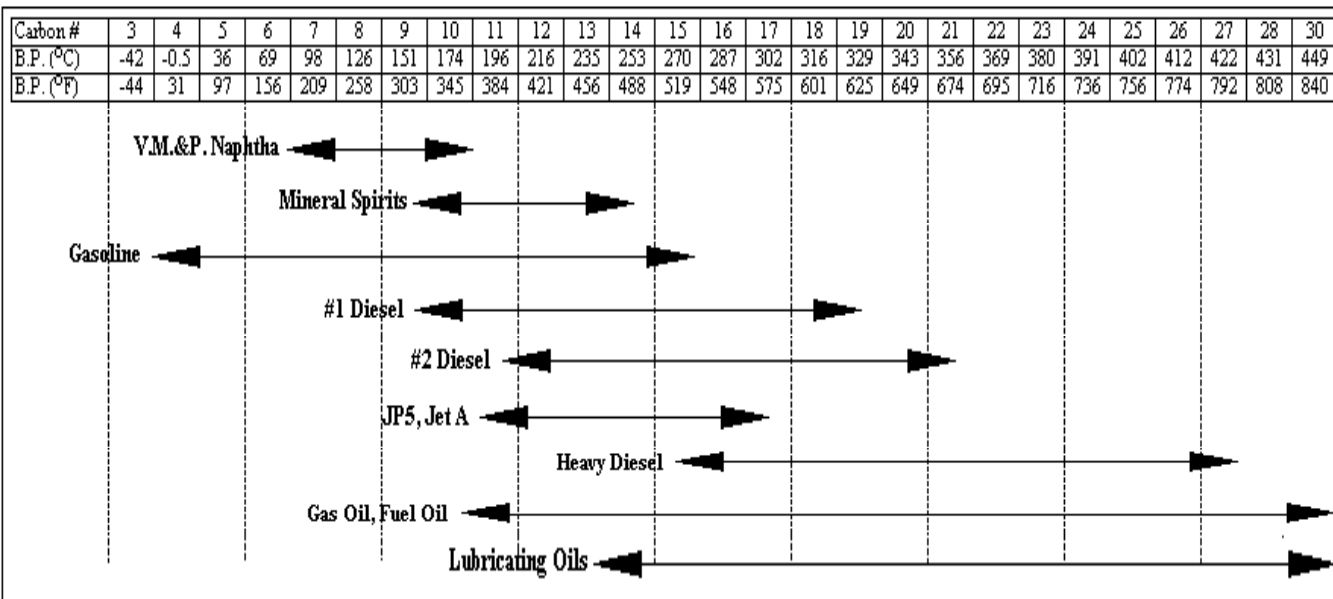 Carbon # 3 4 5 6 7 8 9 10 11 12 13 14 15 16 17 18 19 20 21 22 23 24 25 26 27 28 30
B.P. (⁰C) -42 -0.5 36 69 98 126 151 174 196 216 235 253 270 287 302 316 329 343 356 369 380 391 402 412 422 431 449
B.P. (⁰F) -44 31 97 156 209 258 303 345 384 421 456 488 519 548 575 601 625 649 674 695 716 736 756 774 792 808 840
V.M.&P. Naphtha
Mineral Spirits
Gasoline
#1 Diesel
#2 Diesel
JP5, Jet A
Heavy Diesel
Gas Oil, Fuel Oil
Lubricating Oils